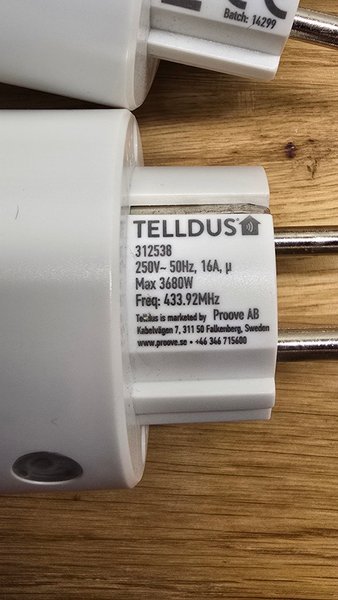 Batch: 14299
TELLDUS
312538
250V~ 50Hz, 16A, µ
Max 3680W
Freq: 433.92MHz
Telldus is marketed by Proove AB
Kabelvägen 7, 311 50 Falkenberg, Sweden
www.proove.se • +46 346 715600